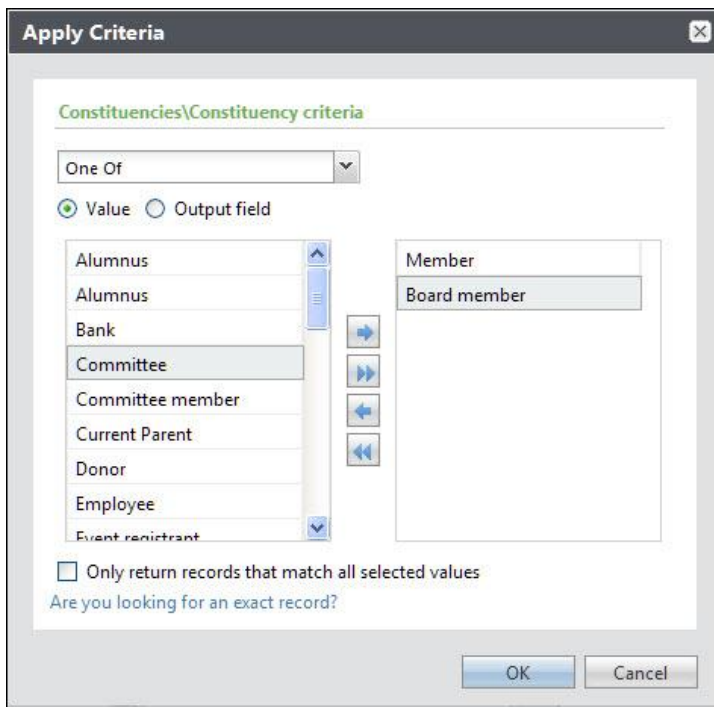 Apply Criteria
Constituencies\Constituency criteria
One Of
Value Output field
Alumnus
Alumnus
Bank
Committee
Committee member
Current Parent
Donor
Employee
Event registrant
Member
Board member
Only return records that match all selected values
Are you looking for an exact record?
OK Cancel